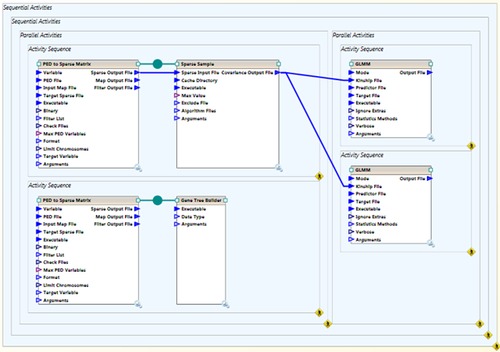 Sequential Activities
Sequential Activities
Parallel Activities
Activity Sequence
PED to Sparse Matrix
Variable Sparse Output File
PED File Map Output File
Input Map File Filter Output File
Target Sparse File
Executable
Binary
Filter List
Check Files
Max PED Variables
Format
Limit Chromosomes
Target Variable
Arguments
Sparse Sample
Sparse Input File Covariance Output File
Cache Directory
Executable
Max Value
Exclude File
Algorithm Files
Arguments
Activity Sequence
PED to Sparse Matrix
Variable Sparse Output File
PED File Map Output File
Input Map File Filter Output File
Target Sparse File
Executable
Binary
Filter List
Check Files
Max PED Variables
Format
Limit Chromosomes
Target Variable
Arguments
Gene Tree Builder
Executable
Data Type
Arguments
Parallel Activities
Activity Sequence
GLMM
Mode Output File
Kinship File
Predictor File
Target File
Executable
Ignore Extras
Statistics Methods
Verbose
Arguments
Activity Sequence
GLMM
Mode Output File
Kinship File
Predictor File
Target File
Executable
Ignore Extras
Statistics Methods
Verbose
Arguments